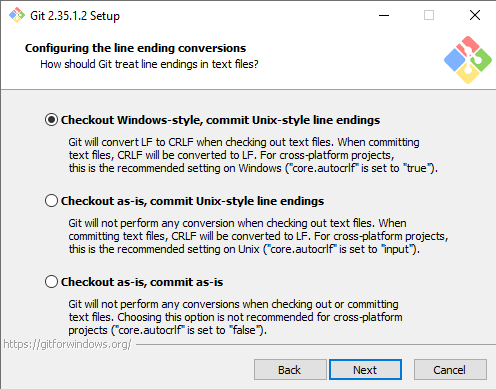 Git 2.35.1.2 Setup
Configuring the line ending conversions
How should Git treat line endings in text files?
Checkout Windows-style, commit Unix-style line endings
Git will convert LF to CRLF when checking out text files. When committing
text files, CRLF will be converted to LF. For cross-platform projects,
this is the recommended setting on Windows ("core.autocrlf" is set to "true").
Checkout as-is, commit Unix-style line endings
Git will not perform any conversion when checking out text files. When
committing text files, CRLF will be converted to LF. For cross-platform projects,
this is the recommended setting on Unix ("core.autocrlf" is set to "input").
Checkout as-is, commit as-is
Git will not perform any conversions when checking out or committing
text files. Choosing this option is not recommended for cross-platform
projects ("core.autocrlf" is set to "false").
https://gitforwindows.org/
Back Next Cancel